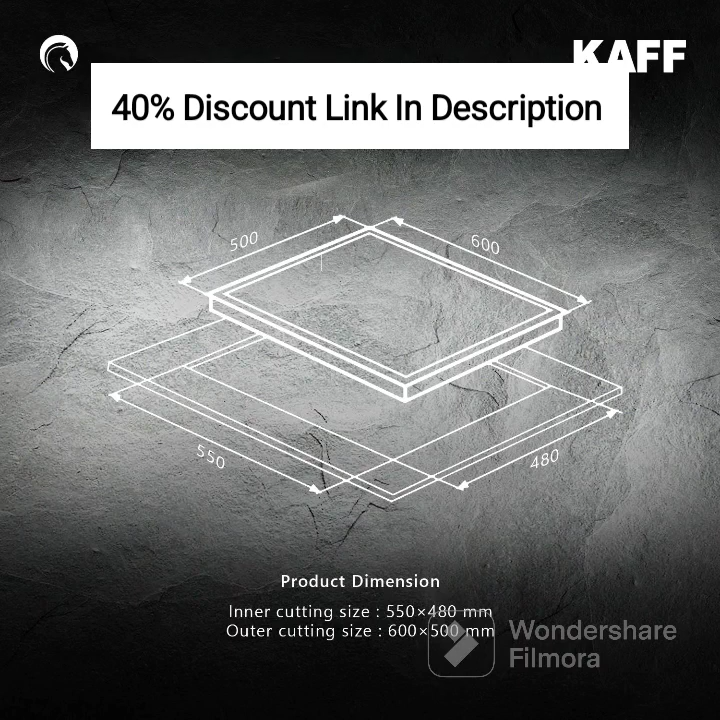 KAFF
40% Discount Link In Description
500
600
550
480
Product Dimension
Inner cutting size : 550×480 mm
Outer cutting size : 600×500 mm
Wondershare
Filmora